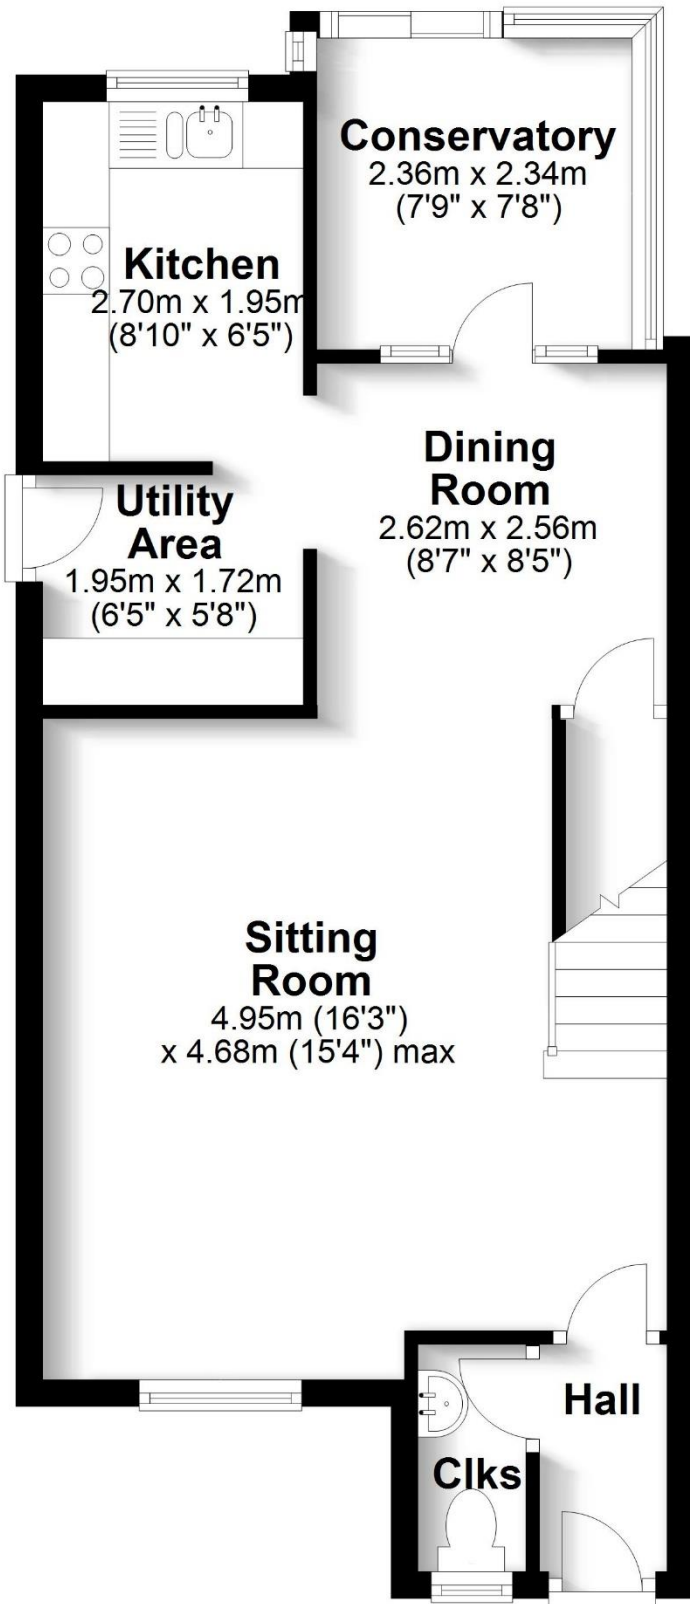 Conservatory
2.36m x 2.34m
(7'9" x 7'8")
Kitchen
2.70m x 1.95m
(8'10" x 6'5")
Dining
Room
2.62m x 2.56m
(8'7" x 8'5")
Utility
Area
1.95m x 1.72m
(6'5" x 5'8")
Sitting
Room
4.95m (16'3")
x 4.68m (15'4") max
Hall
Clks